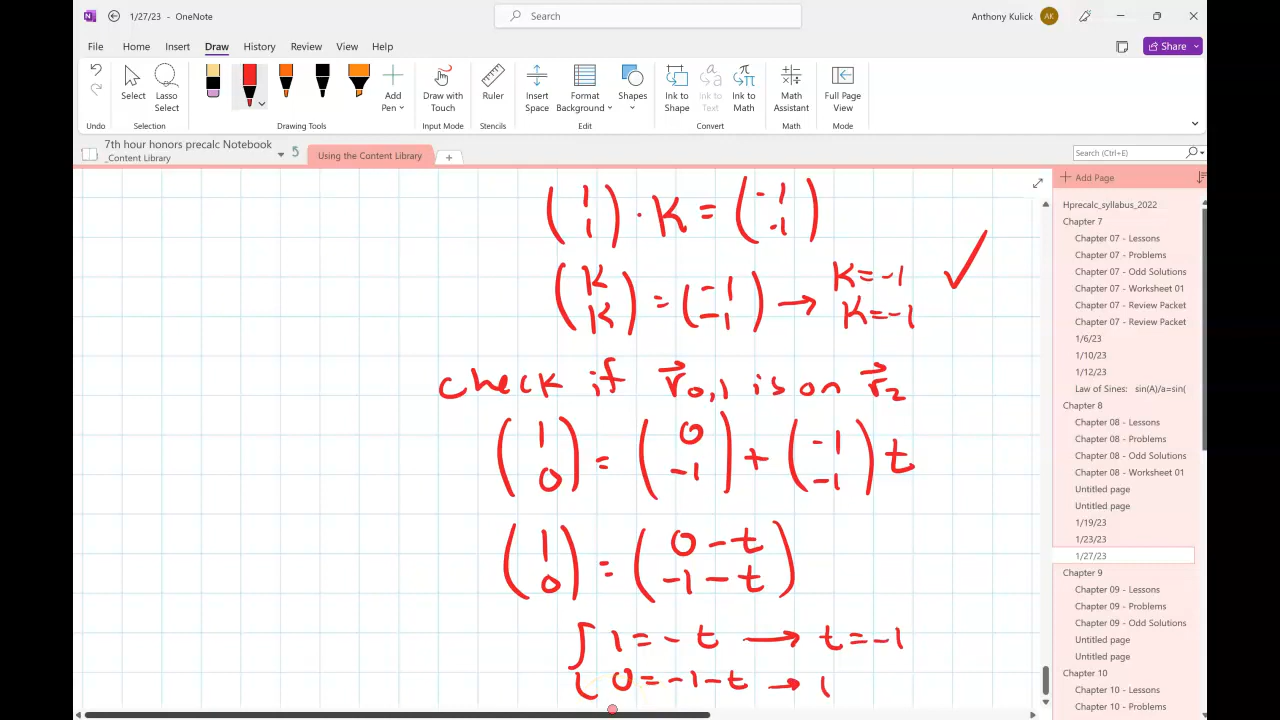 1/27/23 - OneNote
Search
Anthony Kulick
AK
File Home Insert Draw History Review View Help
Share
Undo
Select
Lasso Select
Add Pen
Draw with Touch
Ruler
Insert Space
Format Background
Shapes
Ink to Shape
Ink to Text
Ink to Math
Math Assistant
Full Page View
Undo Selection Drawing Tools Input Mode Stencils Edit Convert Math Mode
7th hour honors precalc Notebook
_Content Library
Using the Content Library
Search (Ctrl+E)
Add Page
(1 1) · K = (-1 -1)
(K K) = (-1 -1) → K=-1 K=-1 ✓
check if r⃗0,1 is on r⃗2
(1 0) = (0 -1) + (-1 -1) t
(1 0) = (0-t -1-t)
{ 1 = -t → t = -1
0 = -1-t → 1
Hprecalc_syllabus_2022
Chapter 7
Chapter 07 - Lessons
Chapter 07 - Problems
Chapter 07 - Odd Solutions
Chapter 07 - Worksheet 01
Chapter 07 - Review Packet
Chapter 07 - Review Packet
1/6/23
1/10/23
1/12/23
Law of Sines: sin(A)/a=sin(
Chapter 8
Chapter 08 - Lessons
Chapter 08 - Problems
Chapter 08 - Odd Solutions
Chapter 08 - Worksheet 01
Untitled page
Untitled page
1/19/23
1/23/23
1/27/23
Chapter 9
Chapter 09 - Lessons
Chapter 09 - Problems
Chapter 09 - Odd Solutions
Untitled page
Untitled page
Chapter 10
Chapter 10 - Lessons
Chapter 10 - Problems